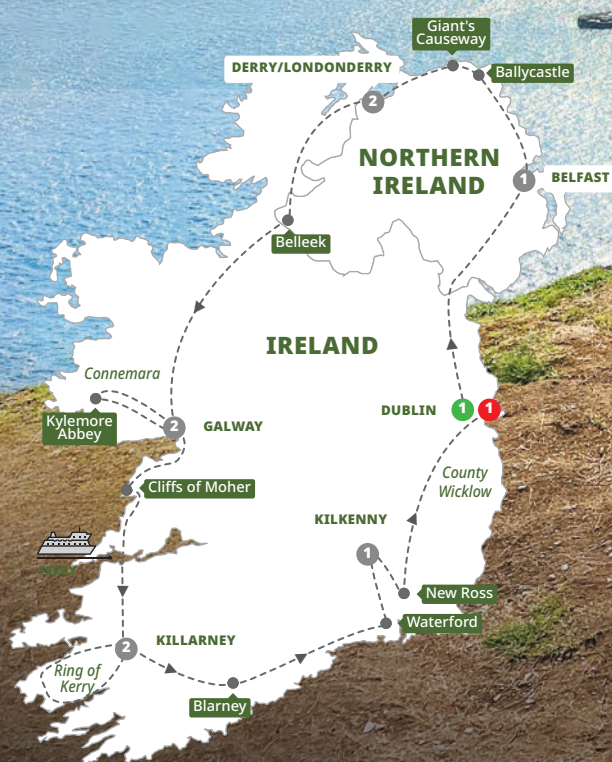 Giant's
Causeway
DERRY/LONDONDERRY
Ballycastle
2
NORTHERN
IRELAND
1
BELFAST
Belleek
IRELAND
Connemara
Kylemore
Abbey
2
GALWAY
DUBLIN
1
1
County
Wicklow
Cliffs of Moher
KILKENNY
1
FERRY
New Ross
Waterford
2
KILLARNEY
Ring of
Kerry
Blarney